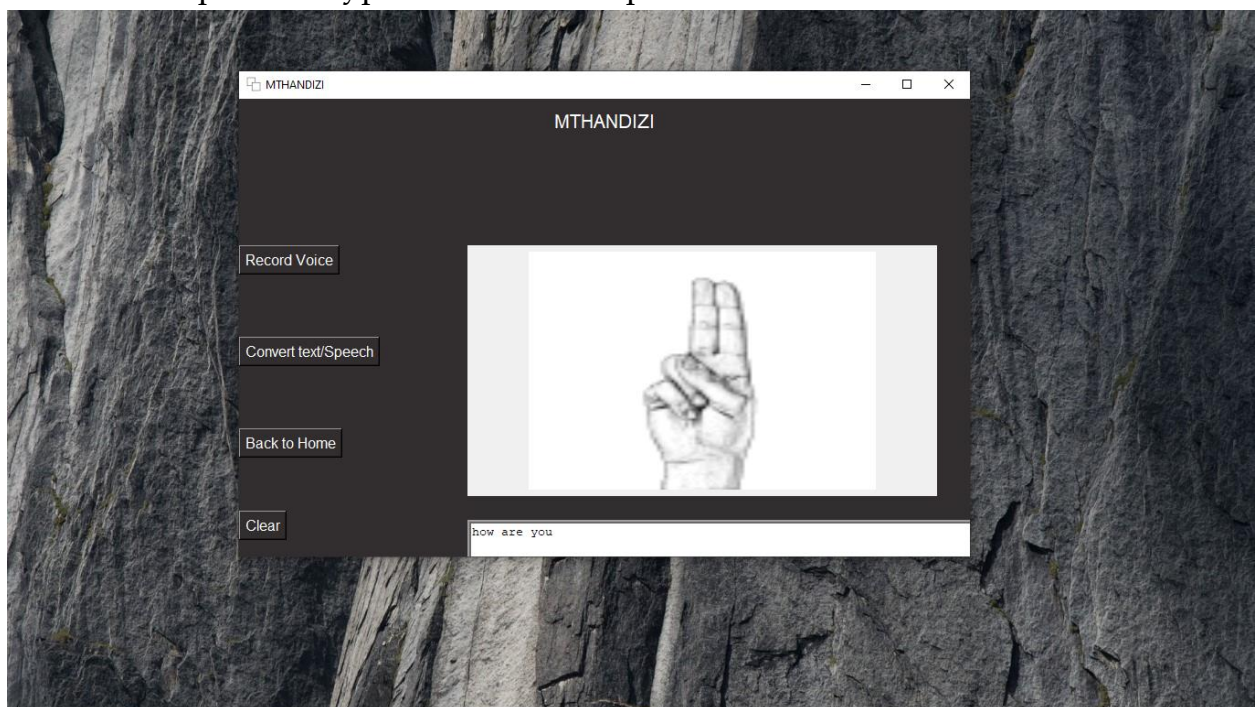 MTHANDIZI
MTHANDIZI
Record Voice
Convert text/Speech
Back to Home
Clear
how are you